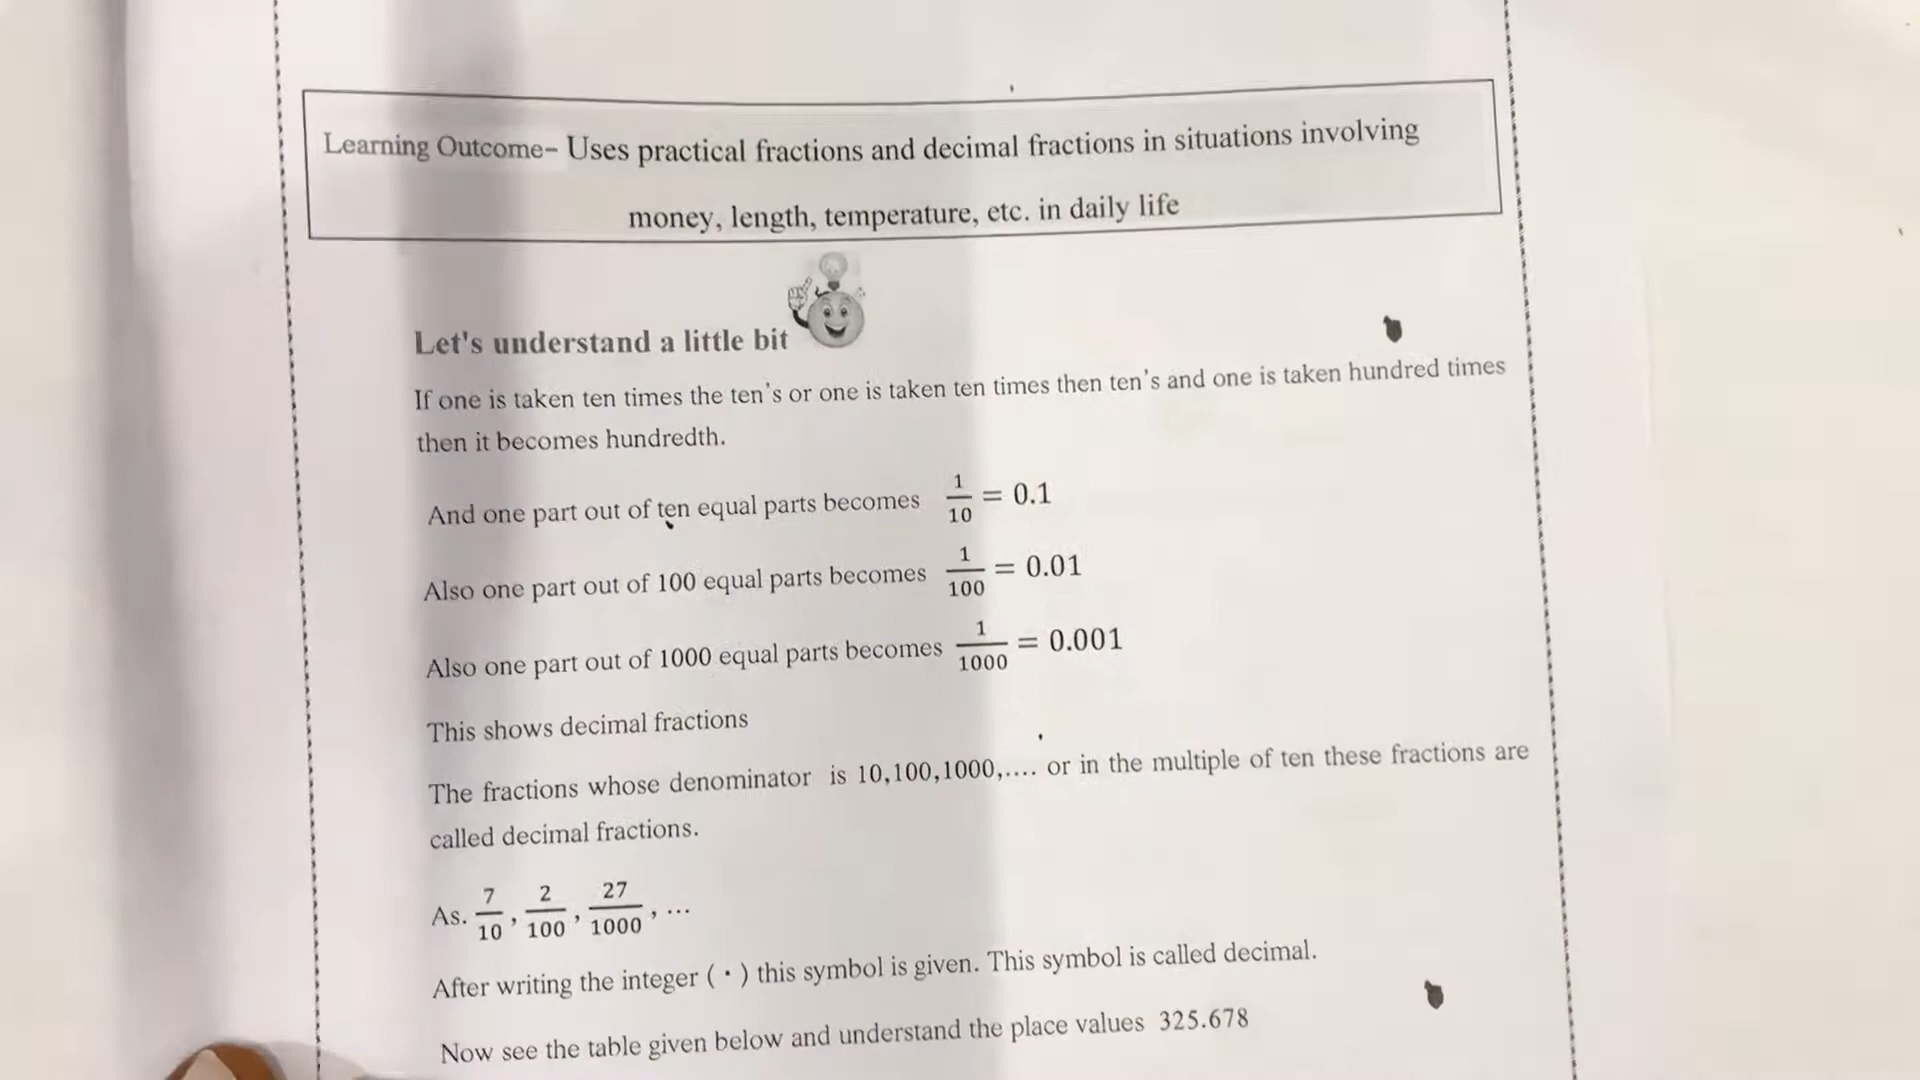 Learning Outcome– Uses practical fractions and decimal fractions in situations involving
money, length, temperature, etc. in daily life
Let's understand a little bit
If one is taken ten times the ten's or one is taken ten times then ten's and one is taken hundred times
then it becomes hundredth.
And one part out of ten equal parts becomes 1/10 = 0.1
Also one part out of 100 equal parts becomes 1/100 = 0.01
Also one part out of 1000 equal parts becomes 1/1000 = 0.001
This shows decimal fractions
The fractions whose denominator is 10,100,1000,.... or in the multiple of ten these fractions are
called decimal fractions.
As. 7/10 , 2/100 , 27/1000 , ...
After writing the integer ( · ) this symbol is given. This symbol is called decimal.
Now see the table given below and understand the place values 325.678